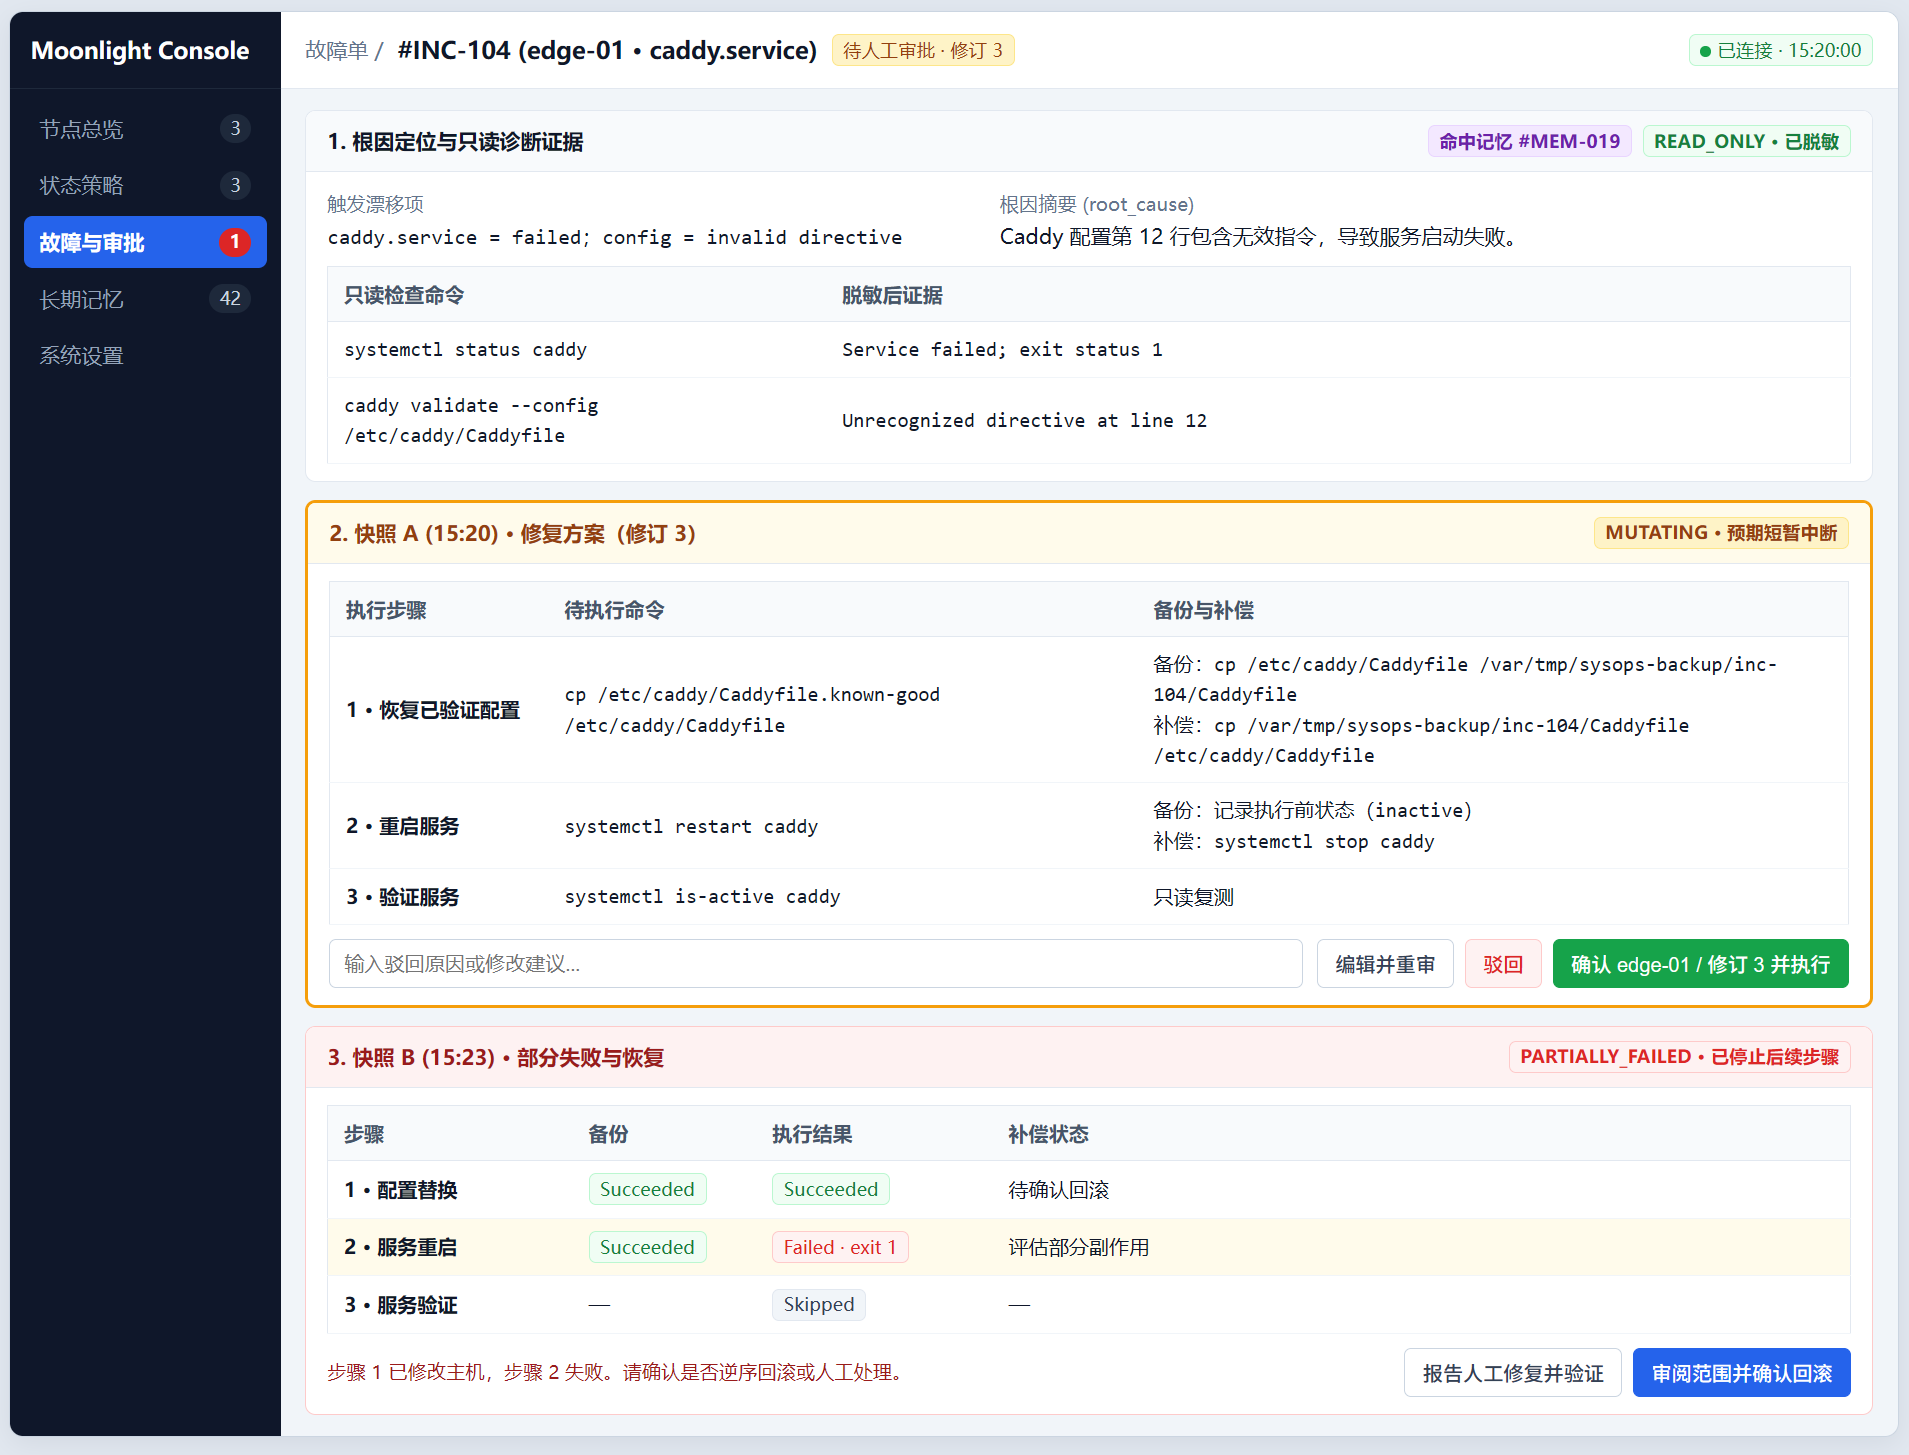 Moonlight Console
节点总览 3
状态策略 3
故障与审批 1
长期记忆 42
系统设置
故障单 / #INC-104 (edge-01 • caddy.service) 待人工审批 · 修订 3
已连接 · 15:20:00
1. 根因定位与只读诊断证据
命中记忆 #MEM-019
READ_ONLY • 已脱敏
触发漂移项
caddy.service = failed; config = invalid directive
根因摘要 (root_cause)
Caddy 配置第 12 行包含无效指令，导致服务启动失败。
只读检查命令 脱敏后证据
systemctl status caddy Service failed; exit status 1
caddy validate --config
/etc/caddy/Caddyfile
Unrecognized directive at line 12
2. 快照 A (15:20) • 修复方案（修订 3）
MUTATING • 预期短暂中断
执行步骤 待执行命令 备份与补偿
1 • 恢复已验证配置
cp /etc/caddy/Caddyfile.known-good
/etc/caddy/Caddyfile
备份：cp /etc/caddy/Caddyfile /var/tmp/sysops-backup/inc-
104/Caddyfile
补偿：cp /var/tmp/sysops-backup/inc-104/Caddyfile
/etc/caddy/Caddyfile
2 • 重启服务
systemctl restart caddy
备份：记录执行前状态（inactive）
补偿：systemctl stop caddy
3 • 验证服务 systemctl is-active caddy 只读复测
输入驳回原因或修改建议...
编辑并重审
驳回
确认 edge-01 / 修订 3 并执行
3. 快照 B (15:23) • 部分失败与恢复
PARTIALLY_FAILED • 已停止后续步骤
步骤 备份 执行结果 补偿状态
1 • 配置替换 Succeeded Succeeded 待确认回滚
2 • 服务重启 Succeeded Failed · exit 1 评估部分副作用
3 • 服务验证 — Skipped —
步骤 1 已修改主机，步骤 2 失败。请确认是否逆序回滚或人工处理。
报告人工修复并验证
审阅范围并确认回滚